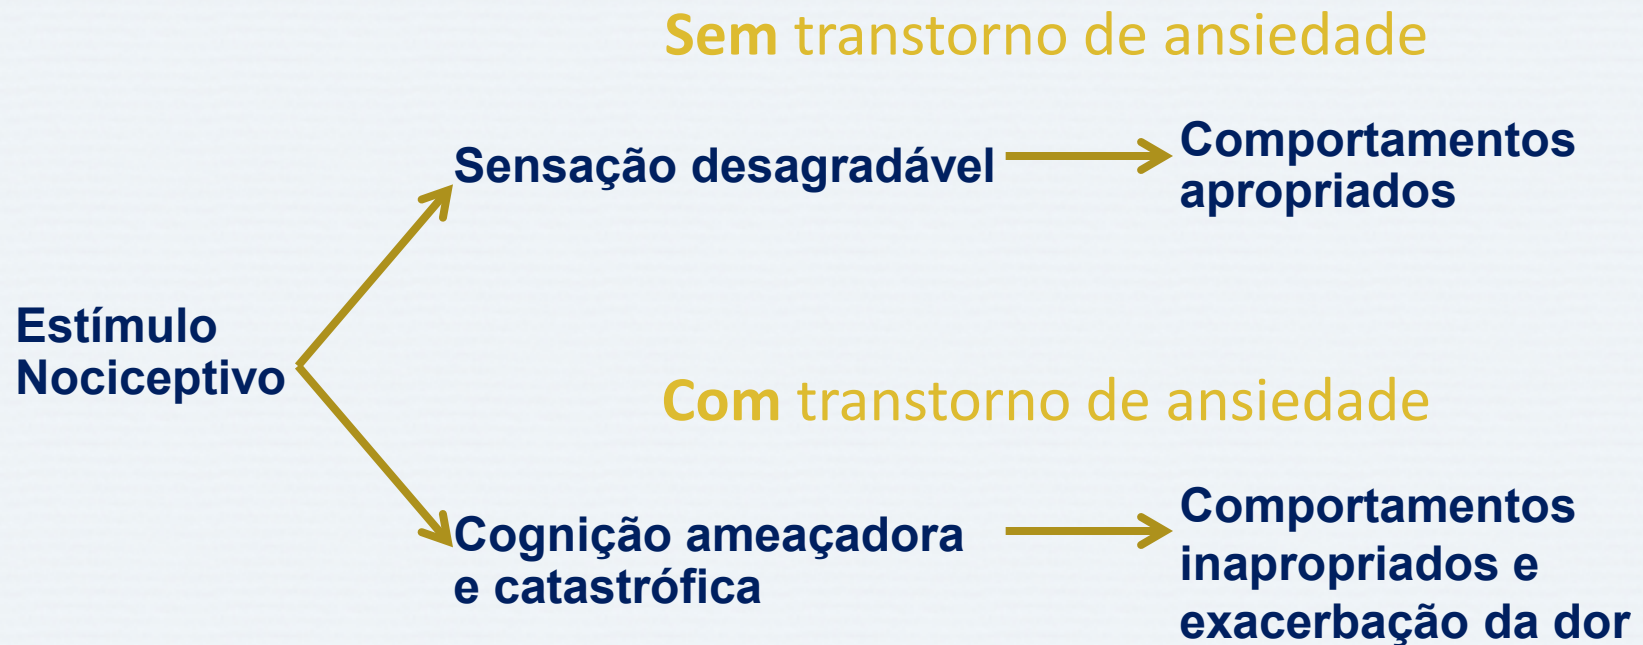 Sem transtorno de ansiedade
Sensação desagradável
Comportamentos
apropriados
Estímulo
Nociceptivo
Com transtorno de ansiedade
Cognição ameaçadora
e catastrófica
Comportamentos
inapropriados e
exacerbação da dor